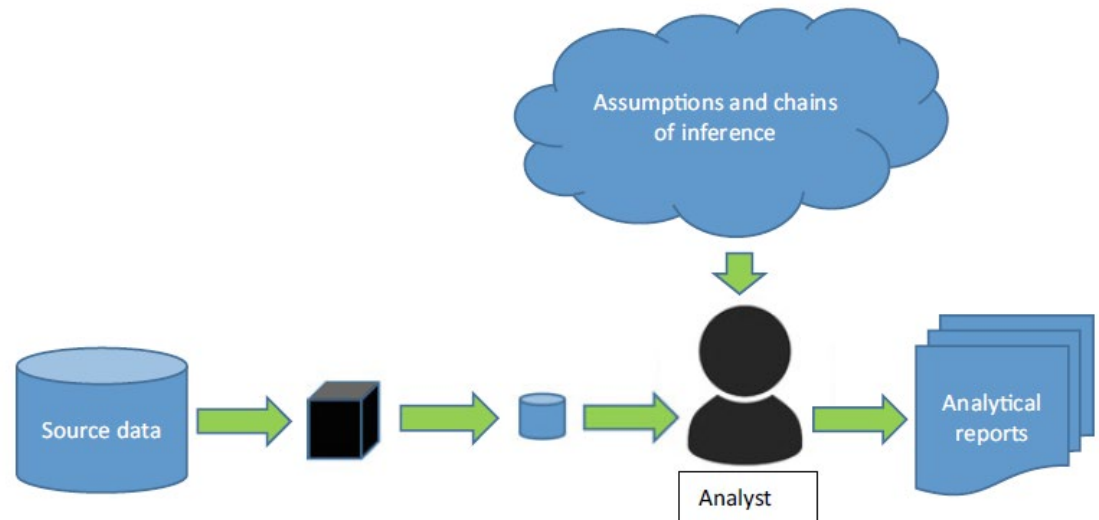 Assumptions and chains
of inference
Source data
Analytical
reports
Analyst